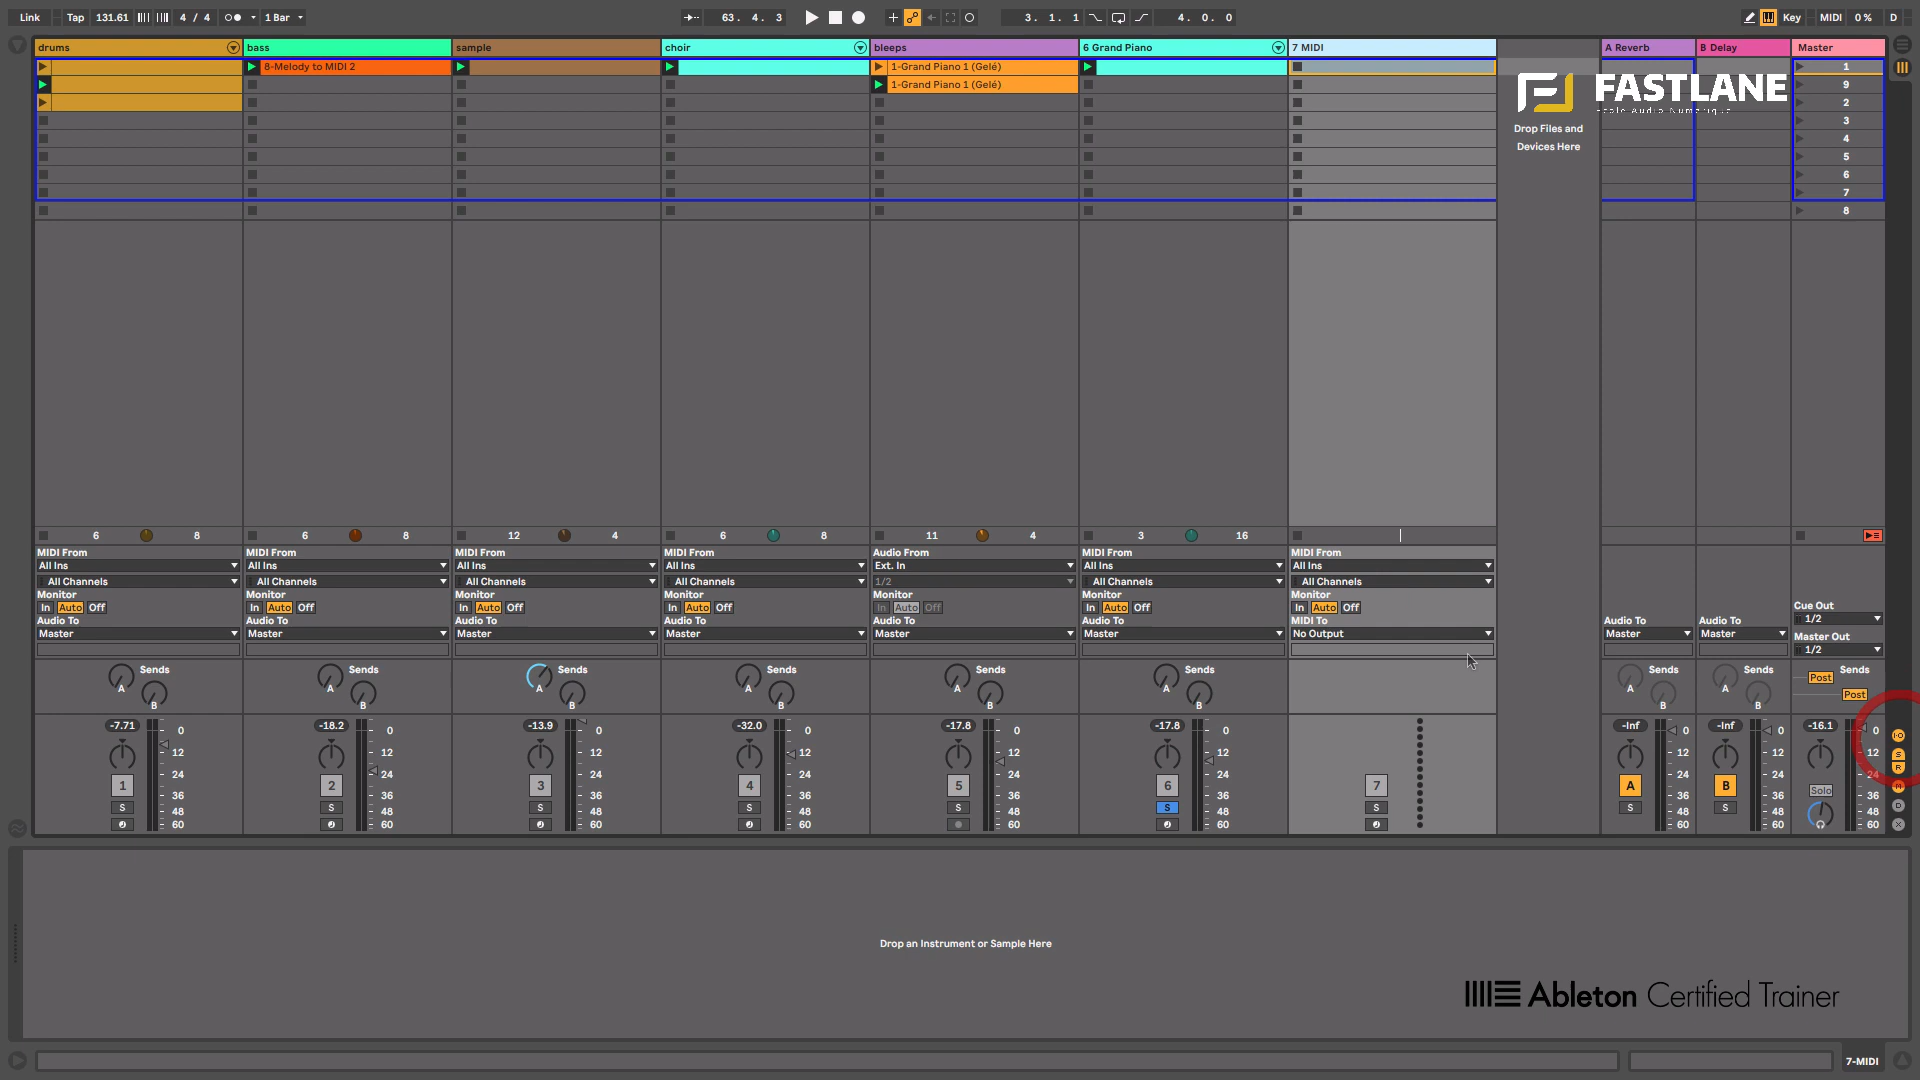 Link Tap 131.61 4 / 4 1 Bar 63. 4. 3 3. 1. 1 4. 0. 0 Key MIDI 0 % D
drums bass sample choir bleeps 6 Grand Piano 7 MIDI A Reverb B Delay Master
8-Melody to MIDI 2 1-Grand Piano 1 (Gelé) 1
1-Grand Piano 1 (Gelé) 9
FASTLANE 2
Drop Files and
Devices Here
3
4
5
6
7
8
6 8 6 8 12 4 6 8 11 4 3 16
MIDI From MIDI From MIDI From MIDI From Audio From MIDI From MIDI From
All Ins All Ins All Ins All Ins Ext. In All Ins All Ins
All Channels All Channels All Channels All Channels 1/2 All Channels All Channels
Monitor Monitor Monitor Monitor Monitor Monitor Monitor
In Auto Off In Auto Off In Auto Off In Auto Off In Auto Off In Auto Off In Auto Off
Cue Out
1/2
Audio To Audio To Audio To Audio To Audio To Audio To MIDI To Audio To Audio To
Master Master Master Master Master Master No Output Master Master
Master Out
1/2
Sends Sends Sends Sends Sends Sends Sends Sends Sends
A A A A A A A A Post
B B B B B B B B Post
-7.71 -18.2 -13.9 -32.0 -17.8 -17.8 -Inf -Inf -16.1
0 0 0 0 0 0 0 0 0
12 12 12 12 12 12 12 12 12
24 24 24 24 24 24 24 24 24
1 2 3 4 5 6 7 A B Solo
36 36 36 36 36 36 36 36 36
S S S S S S S S S
48 48 48 48 48 48 48 48 48
60 60 60 60 60 60 60 60 60
Drop an Instrument or Sample Here
Ableton Certified Trainer
7-MIDI